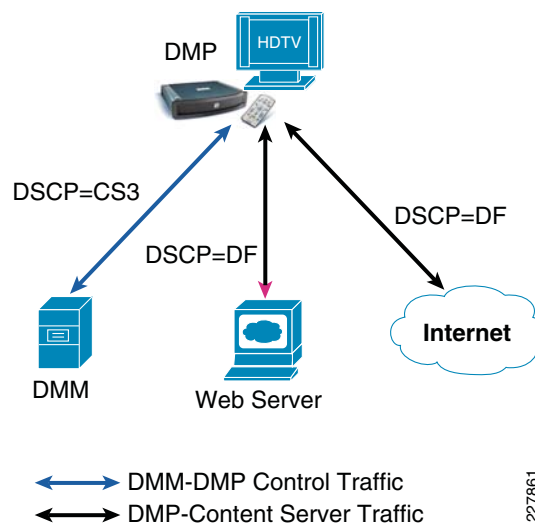 HDTV
DMP
DSCP=CS3
DSCP=DF
DSCP=DF
Internet
DMM
Web Server
DMM-DMP Control Traffic
DMP-Content Server Traffic
227861